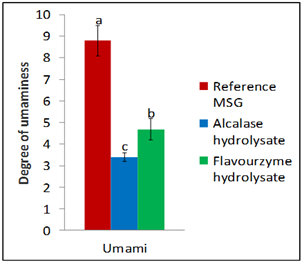 10
9
8
7
6
5
4
3
2
1
0
Degree of umaminess
a
c
b
Umami
Reference
MSG
Alcalase
hydrolysate
Flavourzyme
hydrolysate